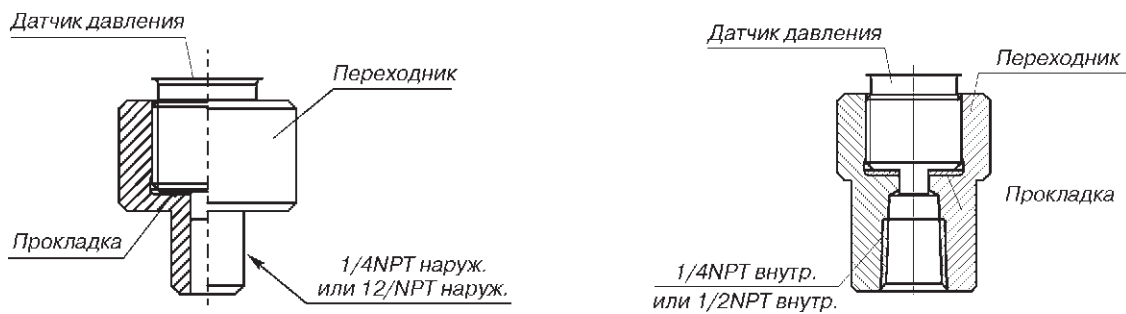 Датчик давления
Переходник
Прокладка
1/4NPT наруж.
или 12/NPT наруж.
Датчик давления
Переходник
Прокладка
1/4NPT внутр.
или 1/2NPT внутр.